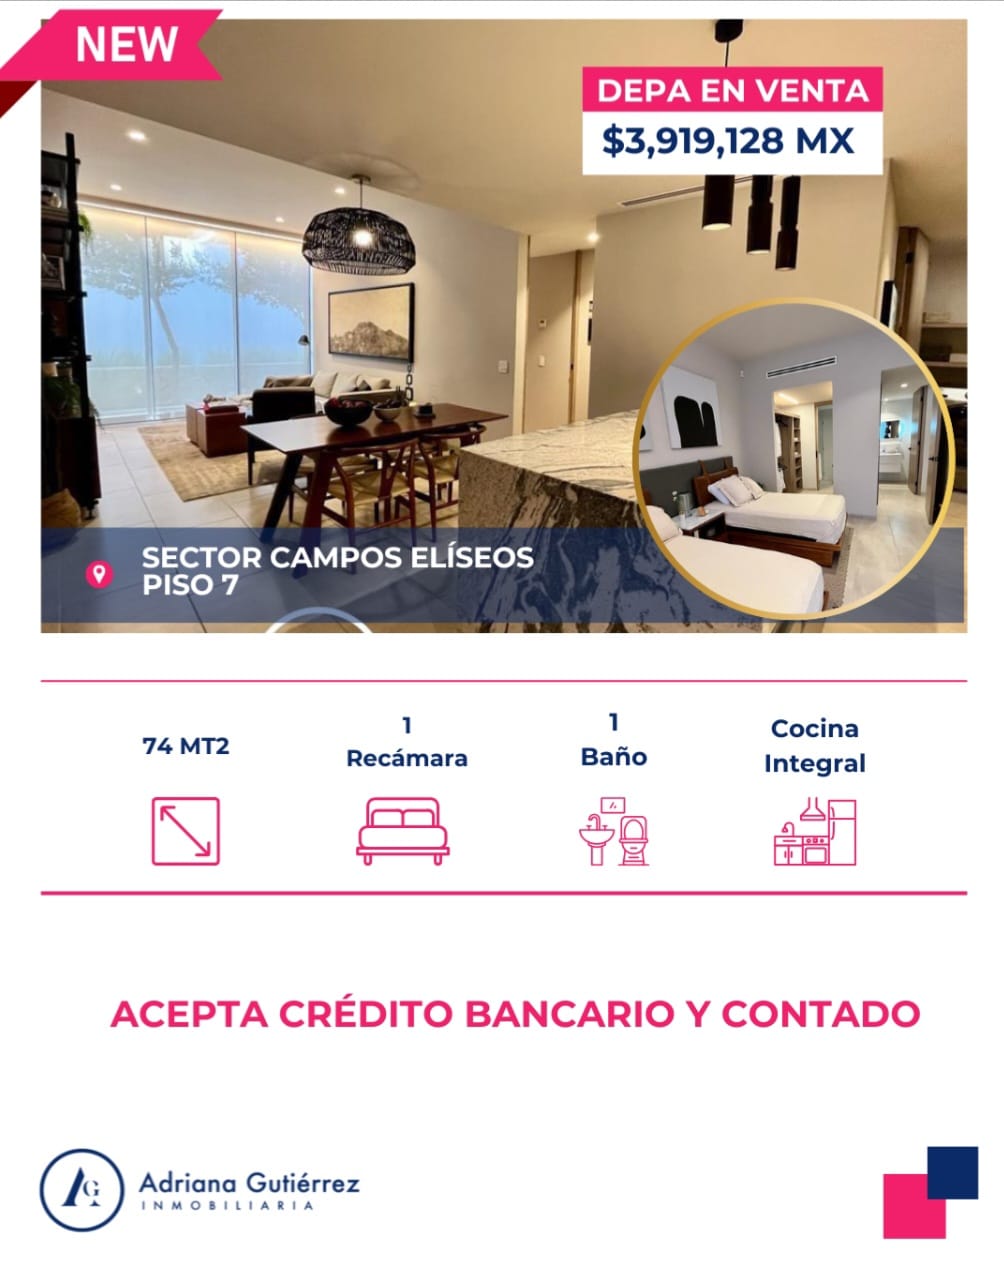 NEW
DEPA EN VENTA
$3,919,128 MX
SECTOR CAMPOS ELÍSEOS
PISO 7
74 MT2
1
Recámara
1
Baño
Cocina
Integral
ACEPTA CRÉDITO BANCARIO Y CONTADO
AG
Adriana Gutiérrez
INMOBILIARIA